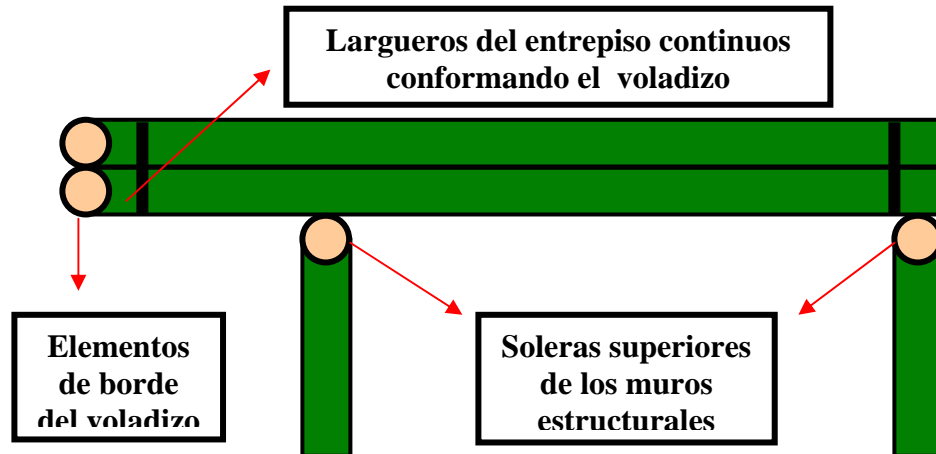 Largueros del entrepiso continuos
conformando el voladizo
Elementos
de borde
del voladizo
Soleras superiores
de los muros
estructurales